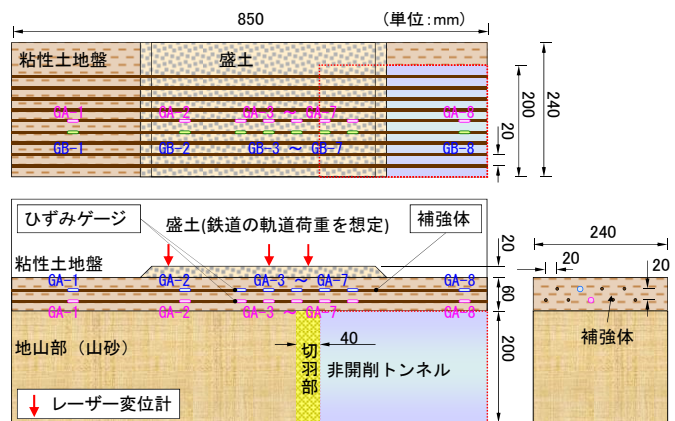 850
(単位:mm)
粘性土地盤
盛土
GA-1
GA-2
GA-3 ~ GA-7
GA-8
GB-1
GB-2
GB-3 ~ GB-7
GB-8
20
200
240
ひずみゲージ
盛土(鉄道の軌道荷重を想定)
補強体
粘性土地盤
GA-1
GA-2
GA-3 ~ GA-7
GA-8
GA-1
GA-2
GA-3 ~ GA-7
GA-8
20
60
200
地山部(山砂)
切羽部
40
非開削トンネル
レーザー変位計
240
20
20
補強体